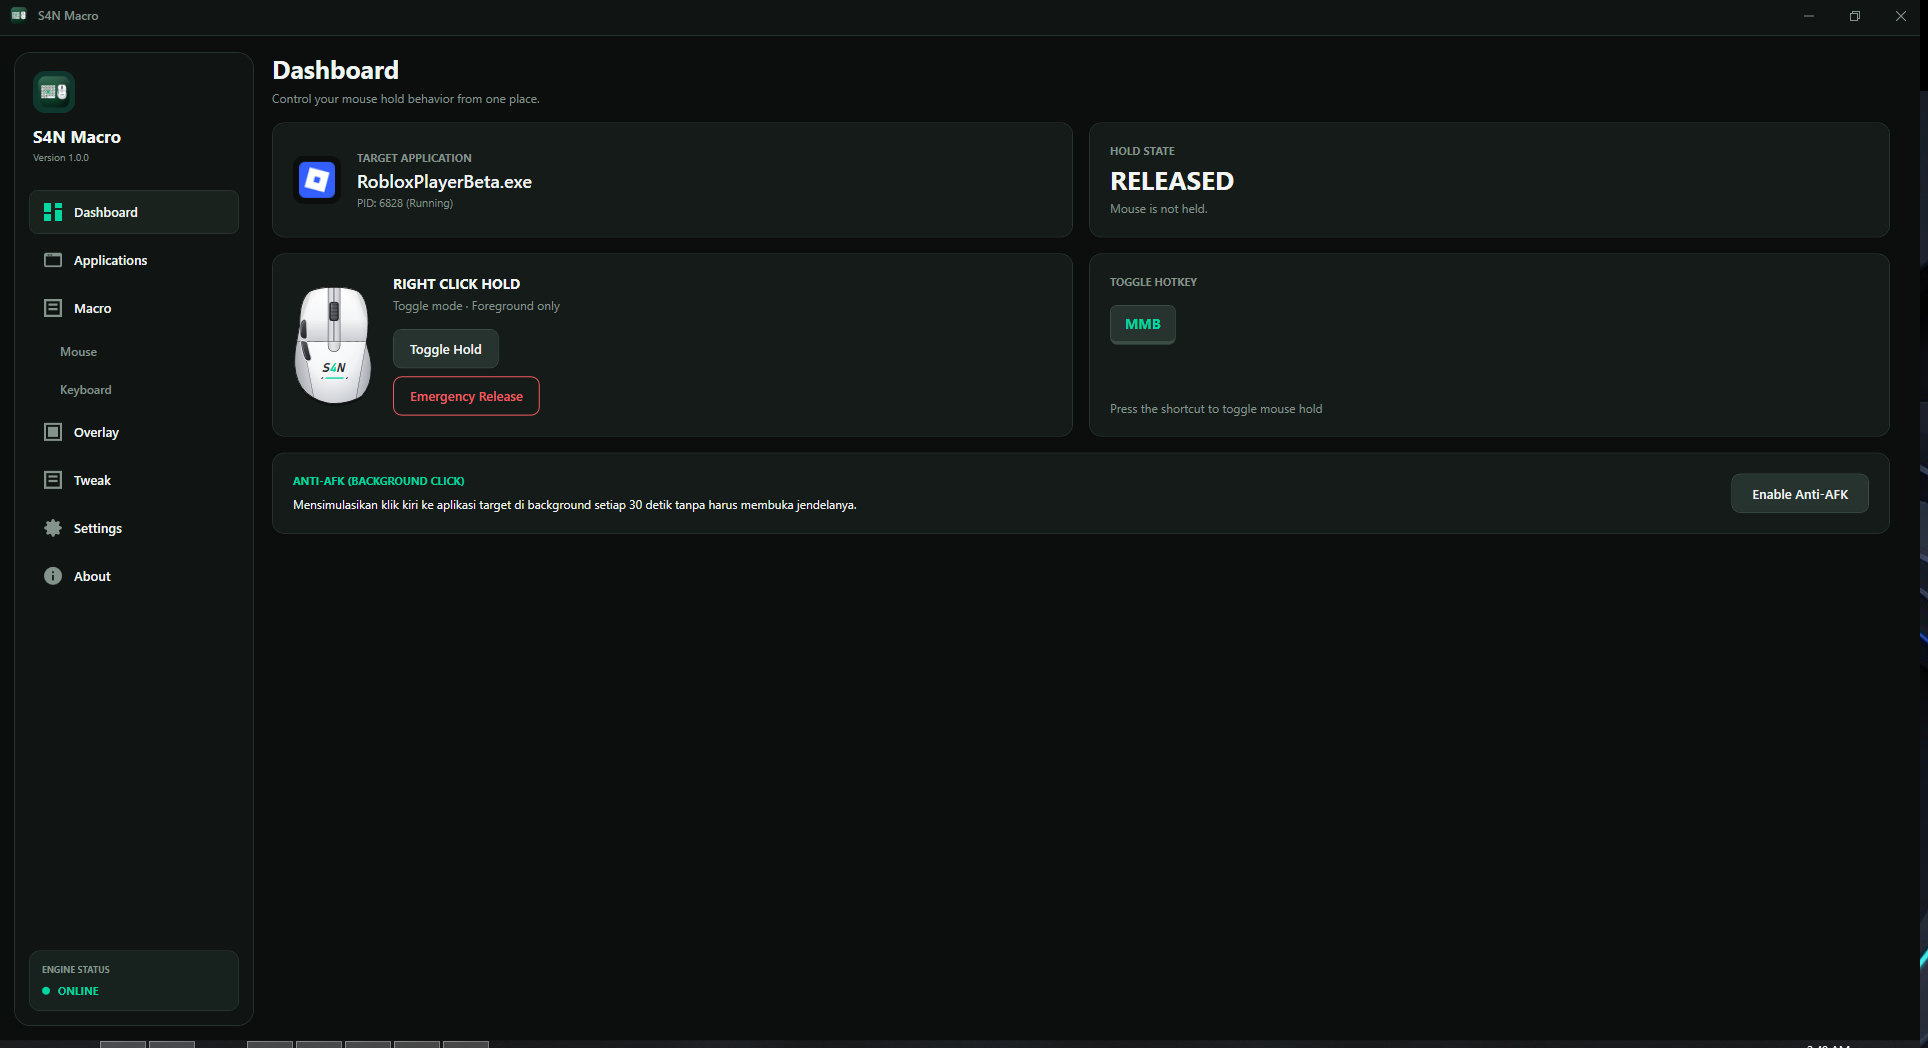 S4N Macro
S4N Macro
Version 1.0.0
Dashboard
Applications
Macro
Mouse
Keyboard
Overlay
Tweak
Settings
About
ENGINE STATUS
ONLINE
Dashboard
Control your mouse hold behavior from one place.
TARGET APPLICATION
RobloxPlayerBeta.exe
PID: 6828 (Running)
HOLD STATE
RELEASED
Mouse is not held.
S4N
RIGHT CLICK HOLD
Toggle mode · Foreground only
Toggle Hold
Emergency Release
TOGGLE HOTKEY
MMB
Press the shortcut to toggle mouse hold
ANTI-AFK (BACKGROUND CLICK)
Mensimulasikan klik kiri ke aplikasi target di background setiap 30 detik tanpa harus membuka jendelanya.
Enable Anti-AFK